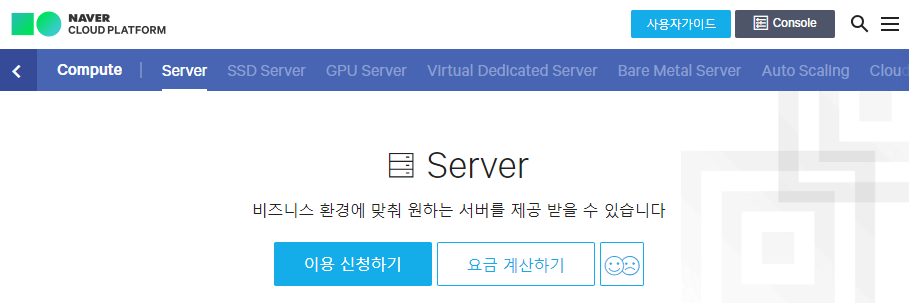 NAVER
CLOUD PLATFORM
사용자가이드
Console
Compute
Server
SSD Server
GPU Server
Virtual Dedicated Server
Bare Metal Server
Auto Scaling
Cloud
Server
비즈니스 환경에 맞춰 원하는 서버를 제공 받을 수 있습니다
이용 신청하기
요금 계산하기